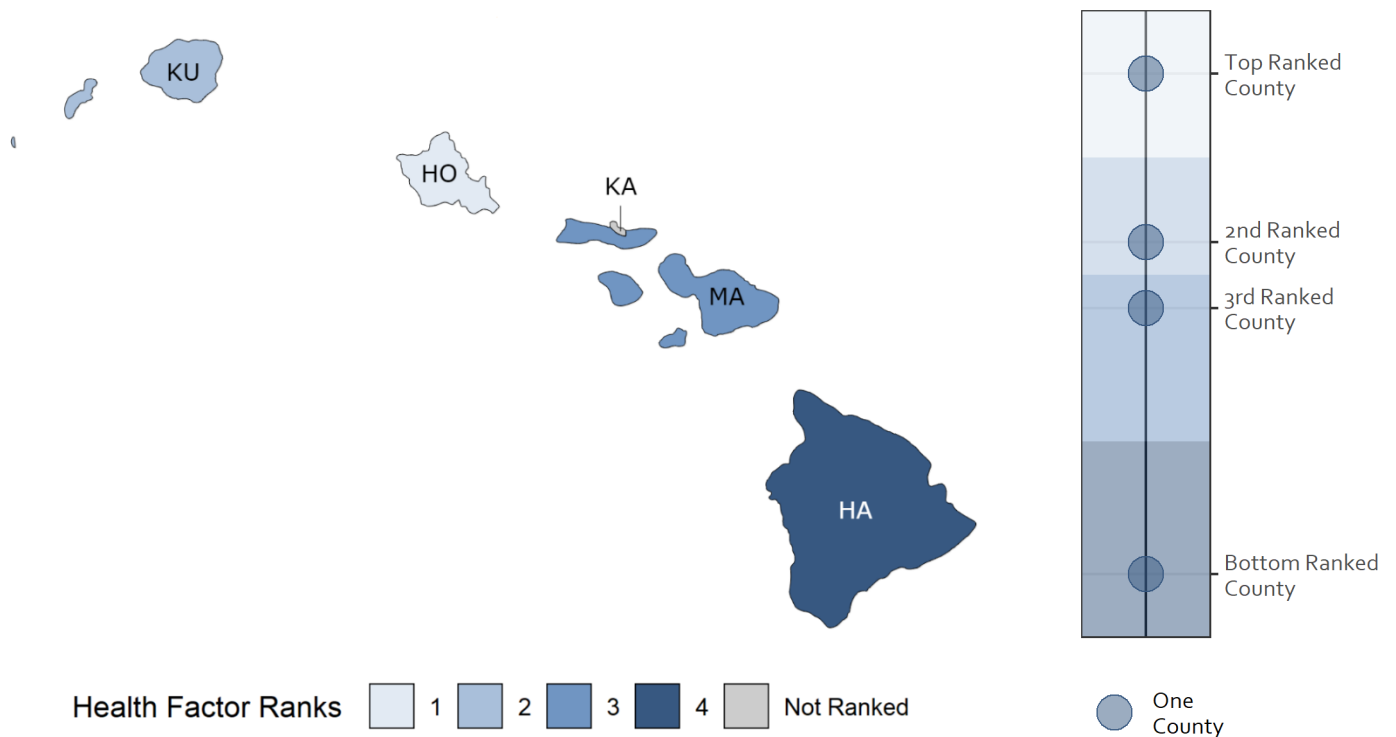 KU
HO
KA
MA
HA
Top Ranked
County
2nd Ranked
County
3rd Ranked
County
Bottom Ranked
County
Health Factor Ranks 1 2 3 4 Not Ranked
One
County